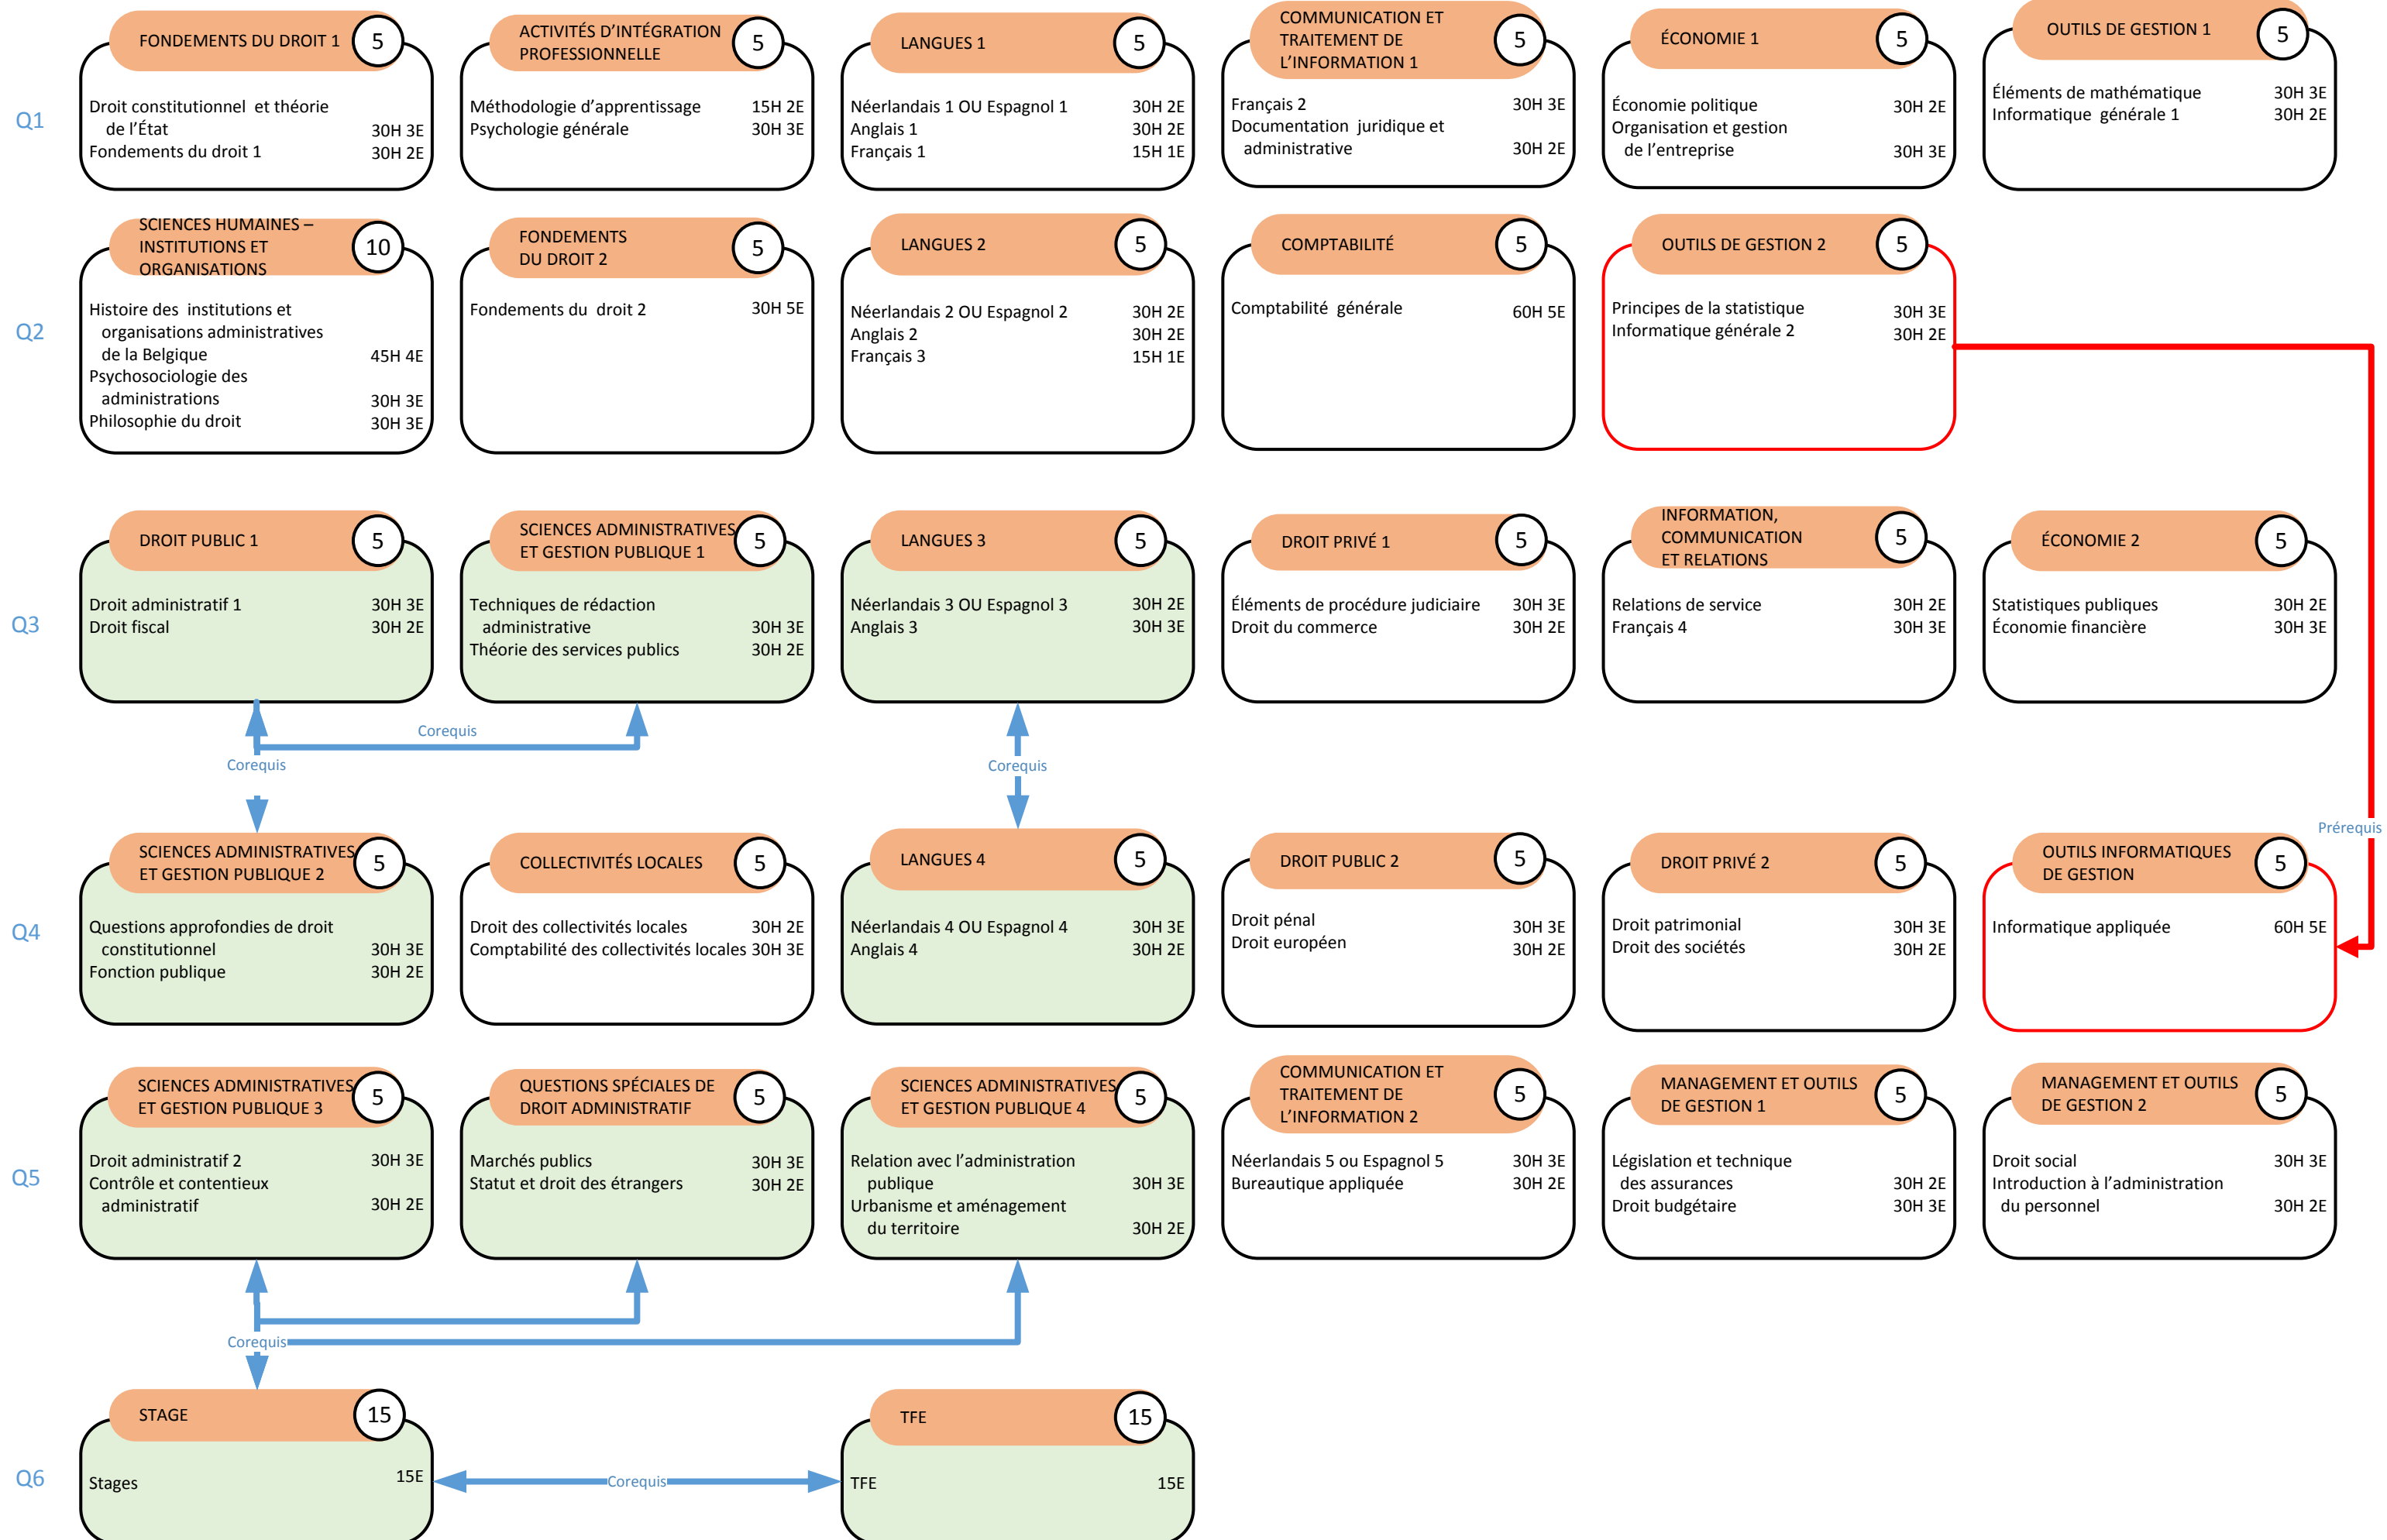 Q1
FONDEMENTS DU DROIT 1
5
Droit constitutionnel et théorie
de l'État 30H 3E
Fondements du droit 1 30H 2E
ACTIVITÉS D'INTÉGRATION
PROFESSIONNELLE
5
Méthodologie d'apprentissage 15H 2E
Psychologie générale 30H 3E
LANGUES 1
5
Néerlandais 1 OU Espagnol 1 30H 2E
Anglais 1 30H 2E
Français 1 15H 1E
COMMUNICATION ET
TRAITEMENT DE
L'INFORMATION 1
5
Français 2 30H 3E
Documentation juridique et
administrative 30H 2E
ÉCONOMIE 1
5
Économie politique 30H 2E
Organisation et gestion
de l'entreprise 30H 3E
OUTILS DE GESTION 1
5
Éléments de mathématique 30H 3E
Informatique générale 1 30H 2E
Q2
SCIENCES HUMAINES –
INSTITUTIONS ET
ORGANISATIONS
10
Histoire des institutions et
organisations administratives
de la Belgique 45H 4E
Psychosociologie des
administrations 30H 3E
Philosophie du droit 30H 3E
FONDEMENTS
DU DROIT 2
5
Fondements du droit 2 30H 5E
LANGUES 2
5
Néerlandais 2 OU Espagnol 2 30H 2E
Anglais 2 30H 2E
Français 3 15H 1E
COMPTABILITÉ
5
Comptabilité générale 60H 5E
OUTILS DE GESTION 2
5
Principes de la statistique 30H 3E
Informatique générale 2 30H 2E
Q3
DROIT PUBLIC 1
5
Droit administratif 1 30H 3E
Droit fiscal 30H 2E
SCIENCES ADMINISTRATIVES
ET GESTION PUBLIQUE 1
5
Techniques de rédaction
administrative 30H 3E
Théorie des services publics 30H 2E
LANGUES 3
5
Néerlandais 3 OU Espagnol 3 30H 2E
Anglais 3 30H 3E
DROIT PRIVÉ 1
5
Éléments de procédure judiciaire 30H 3E
Droit du commerce 30H 2E
INFORMATION,
COMMUNICATION
ET RELATIONS
5
Relations de service 30H 2E
Français 4 30H 3E
ÉCONOMIE 2
5
Statistiques publiques 30H 2E
Économie financière 30H 3E
Corequis
Corequis
Corequis
Prérequis
Q4
SCIENCES ADMINISTRATIVES
ET GESTION PUBLIQUE 2
5
Questions approfondies de droit
constitutionnel 30H 3E
Fonction publique 30H 2E
COLLECTIVITÉS LOCALES
5
Droit des collectivités locales 30H 2E
Comptabilité des collectivités locales 30H 3E
LANGUES 4
5
Néerlandais 4 OU Espagnol 4 30H 3E
Anglais 4 30H 2E
DROIT PUBLIC 2
5
Droit pénal 30H 3E
Droit européen 30H 2E
DROIT PRIVÉ 2
5
Droit patrimonial 30H 3E
Droit des sociétés 30H 2E
OUTILS INFORMATIQUES
DE GESTION
5
Informatique appliquée 60H 5E
Q5
SCIENCES ADMINISTRATIVES
ET GESTION PUBLIQUE 3
5
Droit administratif 2 30H 3E
Contrôle et contentieux
administratif 30H 2E
QUESTIONS SPÉCIALES DE
DROIT ADMINISTRATIF
5
Marchés publics 30H 3E
Statut et droit des étrangers 30H 2E
SCIENCES ADMINISTRATIVES
ET GESTION PUBLIQUE 4
5
Relation avec l'administration
publique 30H 3E
Urbanisme et aménagement
du territoire 30H 2E
COMMUNICATION ET
TRAITEMENT DE
L'INFORMATION 2
5
Néerlandais 5 ou Espagnol 5 30H 3E
Bureautique appliquée 30H 2E
MANAGEMENT ET OUTILS
DE GESTION 1
5
Législation et technique
des assurances 30H 2E
Droit budgétaire 30H 3E
MANAGEMENT ET OUTILS
DE GESTION 2
5
Droit social 30H 3E
Introduction à l'administration
du personnel 30H 2E
Corequis
Q6
STAGE
15
Stages 15E
Corequis
TFE
15
TFE 15E